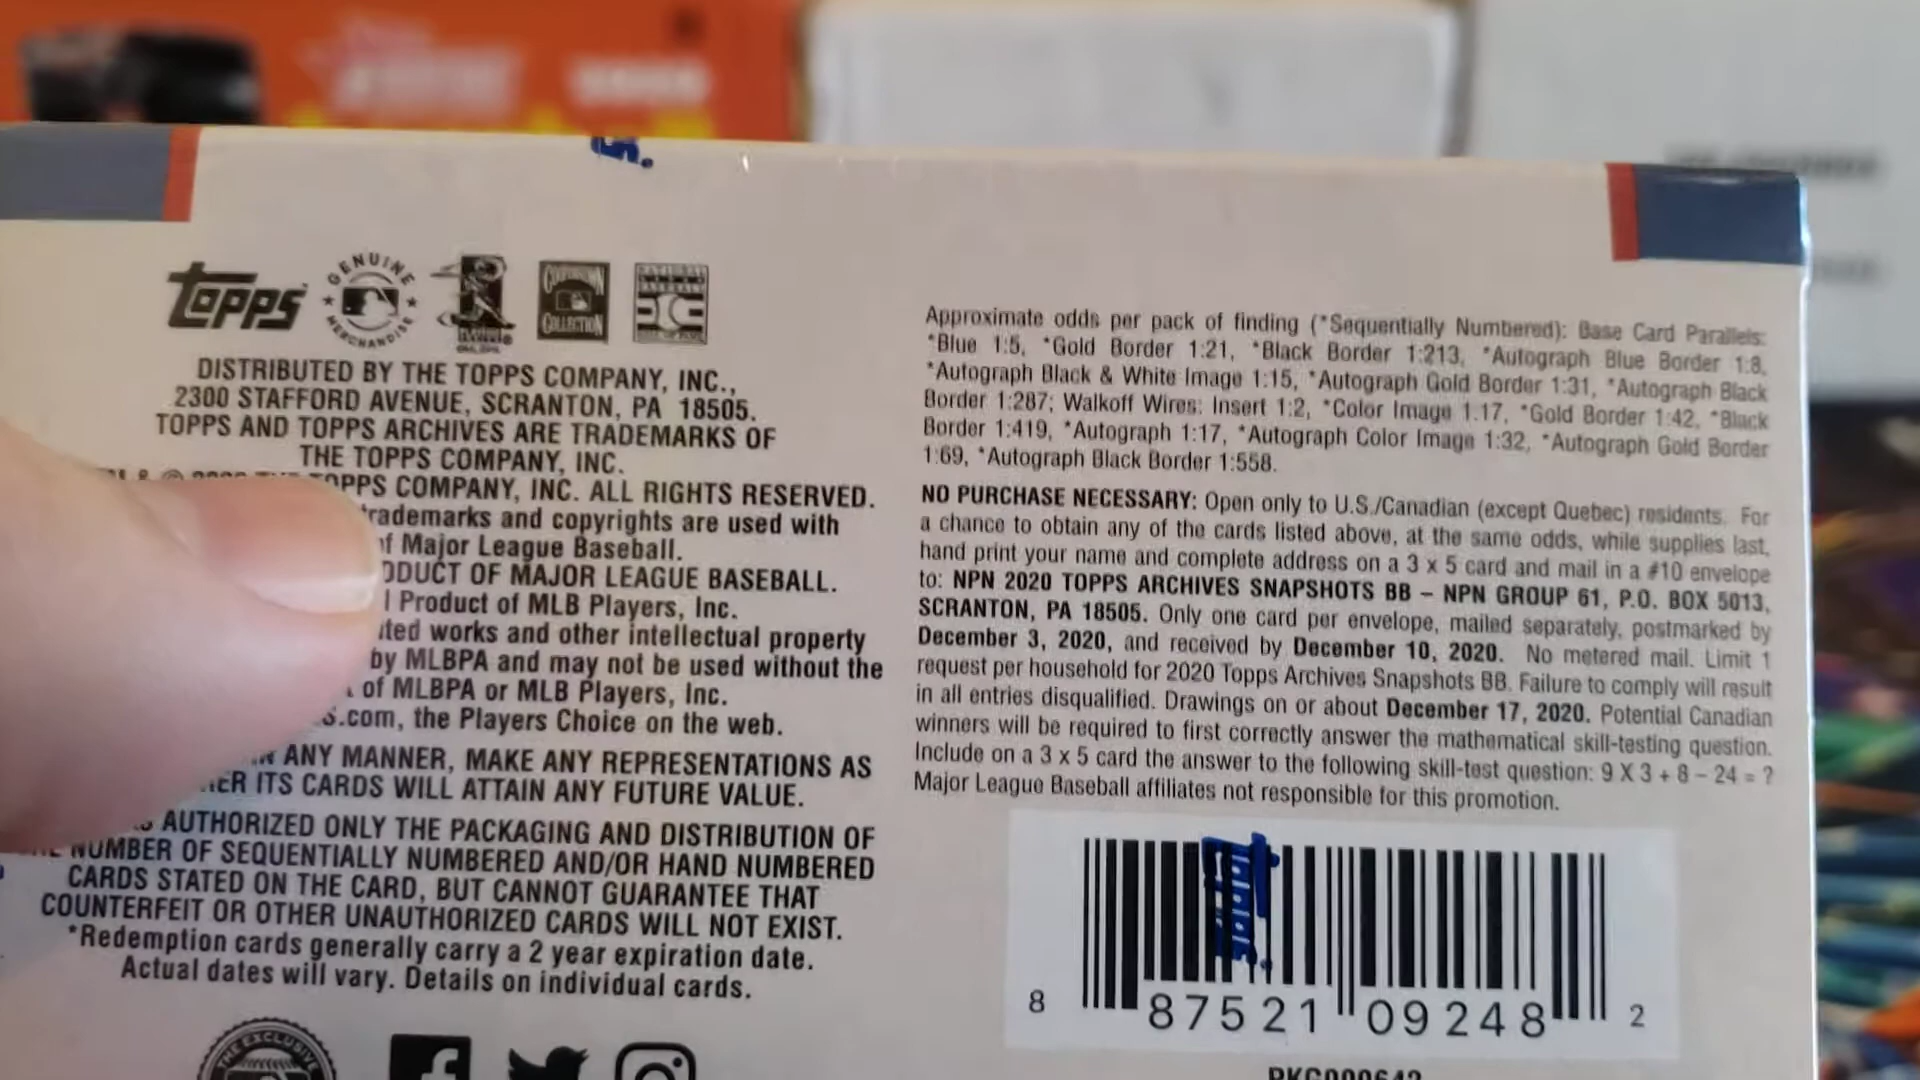 Topps
GENUINE
MERCHANDISE
COOPERSTOWN
COLLECTION
NATIONAL
BASEBALL
DISTRIBUTED BY THE TOPPS COMPANY, INC.,
2300 STAFFORD AVENUE, SCRANTON, PA 18505.
TOPPS AND TOPPS ARCHIVES ARE TRADEMARKS OF
THE TOPPS COMPANY, INC.
TOPPS COMPANY, INC. ALL RIGHTS RESERVED.
trademarks and copyrights are used with
of Major League Baseball.
PRODUCT OF MAJOR LEAGUE BASEBALL.
Product of MLB Players, Inc.
works and other intellectual property
by MLBPA and may not be used without the
of MLBPA or MLB Players, Inc.
.com, the Players Choice on the web.
ANY MANNER, MAKE ANY REPRESENTATIONS AS
ITS CARDS WILL ATTAIN ANY FUTURE VALUE.
AUTHORIZED ONLY THE PACKAGING AND DISTRIBUTION OF
NUMBER OF SEQUENTIALLY NUMBERED AND/OR HAND NUMBERED
CARDS STATED ON THE CARD, BUT CANNOT GUARANTEE THAT
COUNTERFEIT OR OTHER UNAUTHORIZED CARDS WILL NOT EXIST.
*Redemption cards generally carry a 2 year expiration date.
Actual dates will vary. Details on individual cards.
THE EXCLUSIVE
Approximate odds per pack of finding (*Sequentially Numbered): Base Card Parallels:
*Blue 1:5, *Gold Border 1:21, *Black Border 1:213, *Autograph Blue Border 1:8,
*Autograph Black & White Image 1:15, *Autograph Gold Border 1:31, *Autograph Black
Border 1:287; Walkoff Wires: Insert 1:2, *Color Image 1:17, *Gold Border 1:42, *Black
Border 1:419, *Autograph 1:17, *Autograph Color Image 1:32, *Autograph Gold Border
1:69, *Autograph Black Border 1:558.
NO PURCHASE NECESSARY: Open only to U.S./Canadian (except Quebec) residents. For
a chance to obtain any of the cards listed above, at the same odds, while supplies last,
hand print your name and complete address on a 3 x 5 card and mail in a #10 envelope
to: NPN 2020 TOPPS ARCHIVES SNAPSHOTS BB – NPN GROUP 61, P.O. BOX 5013,
SCRANTON, PA 18505. Only one card per envelope, mailed separately, postmarked by
December 3, 2020, and received by December 10, 2020. No metered mail. Limit 1
request per household for 2020 Topps Archives Snapshots BB. Failure to comply will result
in all entries disqualified. Drawings on or about December 17, 2020. Potential Canadian
winners will be required to first correctly answer the mathematical skill-testing question.
Include on a 3 x 5 card the answer to the following skill-test question: 9 X 3 + 8 – 24 = ?
Major League Baseball affiliates not responsible for this promotion.
8 87521 09248 2